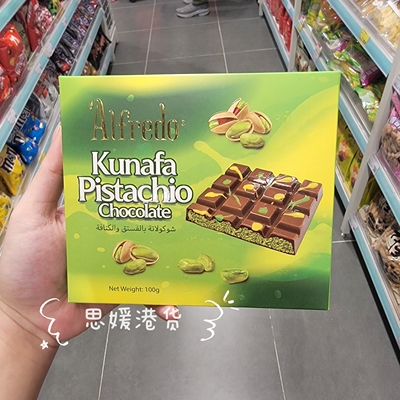 Alfredo
Kunafa
Pistachio
Chocolate
شوكولاتة بالفستق والكنافة
Net Weight: 100g
思媛港货